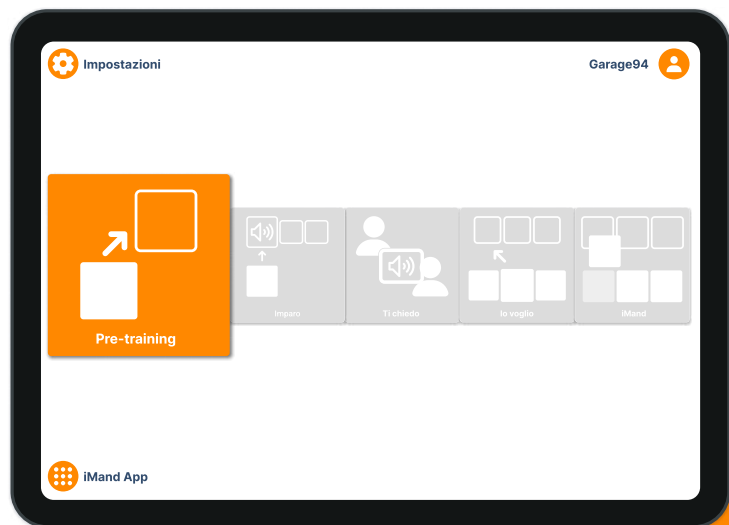 Impostazioni
Garage94
Pre-training
Imparo
Ti chiedo
Io voglio
iMand
iMand App